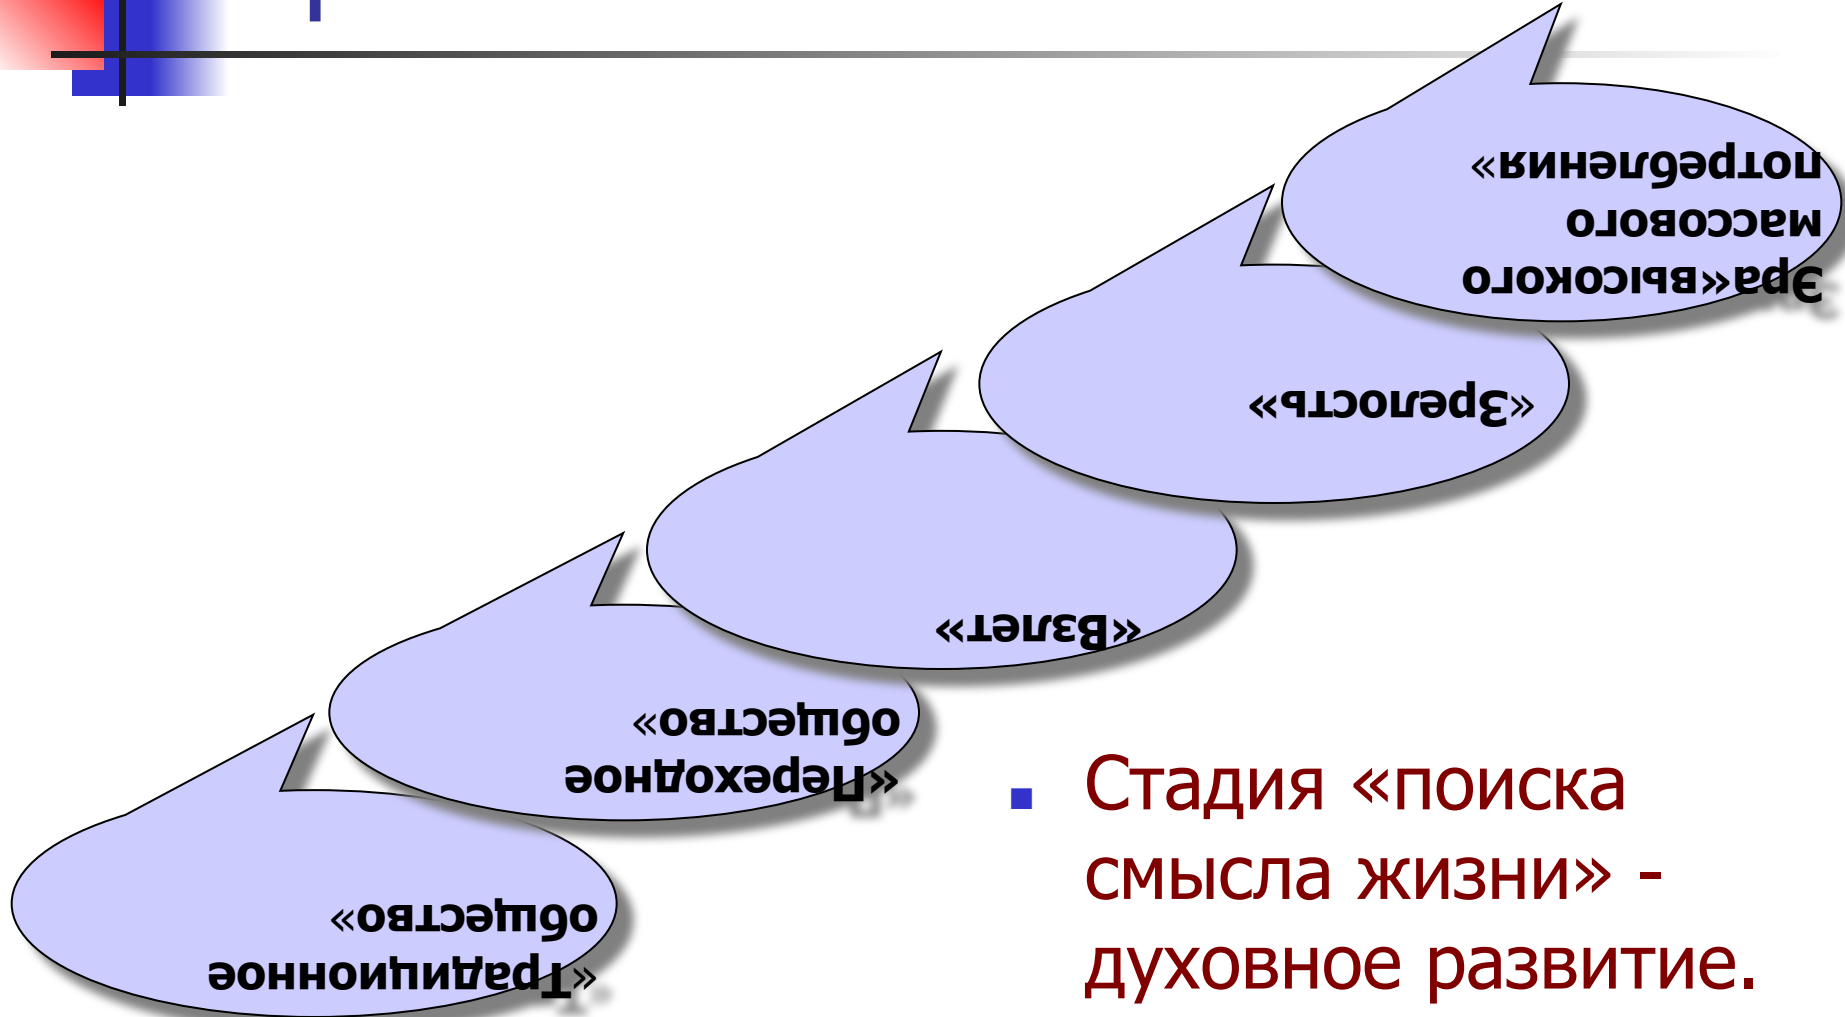 Эра«высокого
массового
потребления»
«Зрелость»
«Взлет»
«Переходное
общество»
«Традиционное
общество»
Стадия «поиска
смысла жизни» -
духовное развитие.